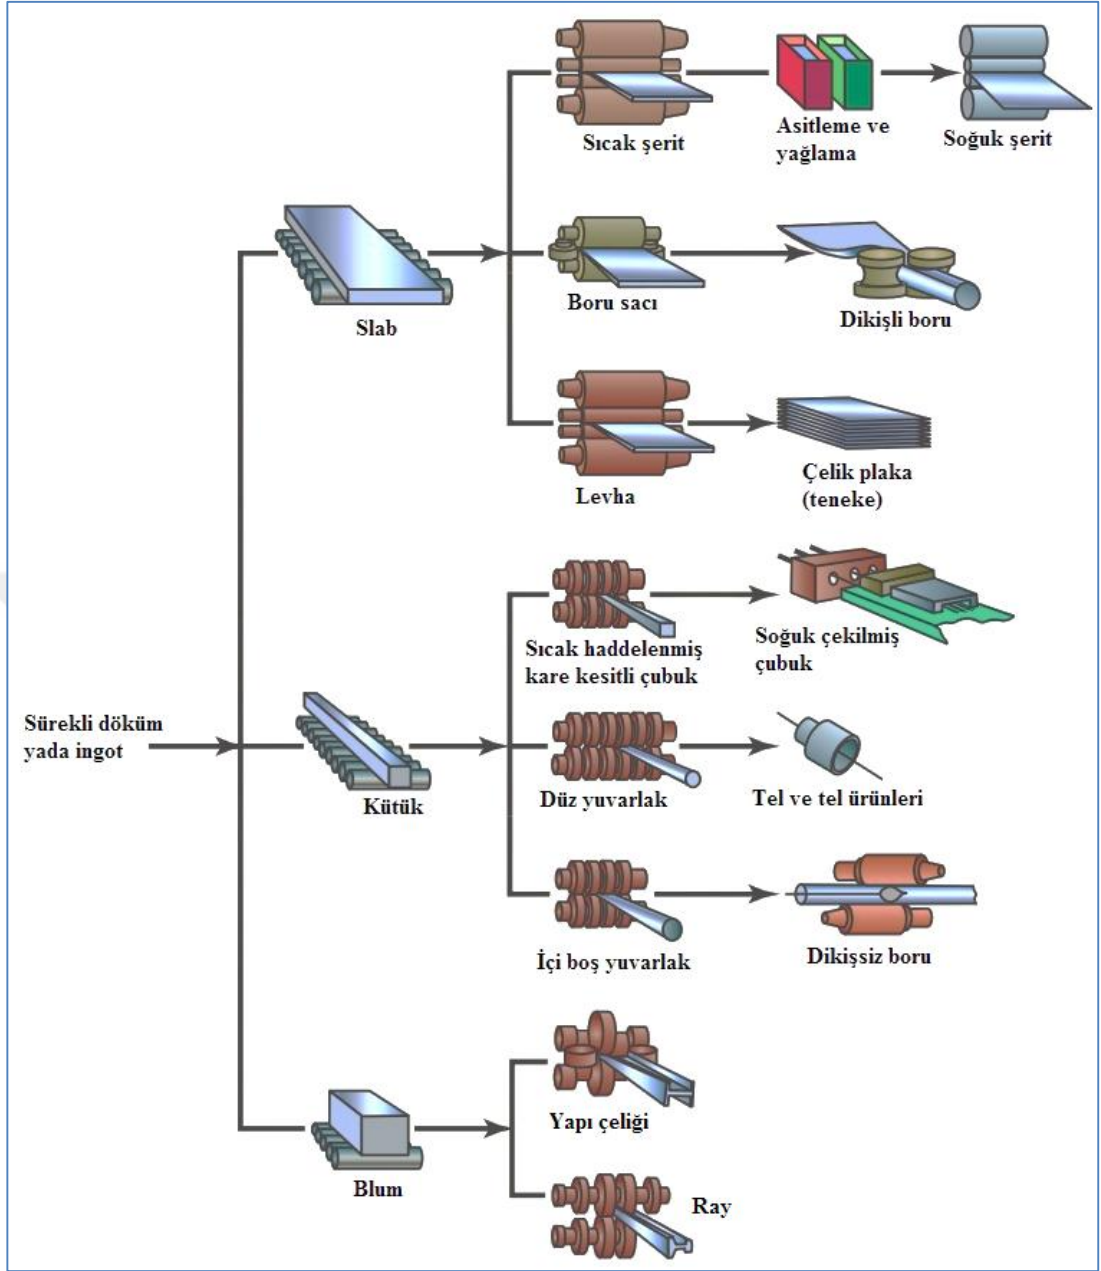 Sıcak şerit
Asitleme ve
yağlama
Soğuk şerit
Slab
Boru sacı
Dikişli boru
Levha
Çelik plaka
(teneke)
Sıcak haddelenmiş
kare kesitli çubuk
Soğuk çekilmiş
çubuk
Sürekli döküm
yada ingot
Kütük
Düz yuvarlak
Tel ve tel ürünleri
İçi boş yuvarlak
Dikişsiz boru
Yapı çeliği
Blum
Ray